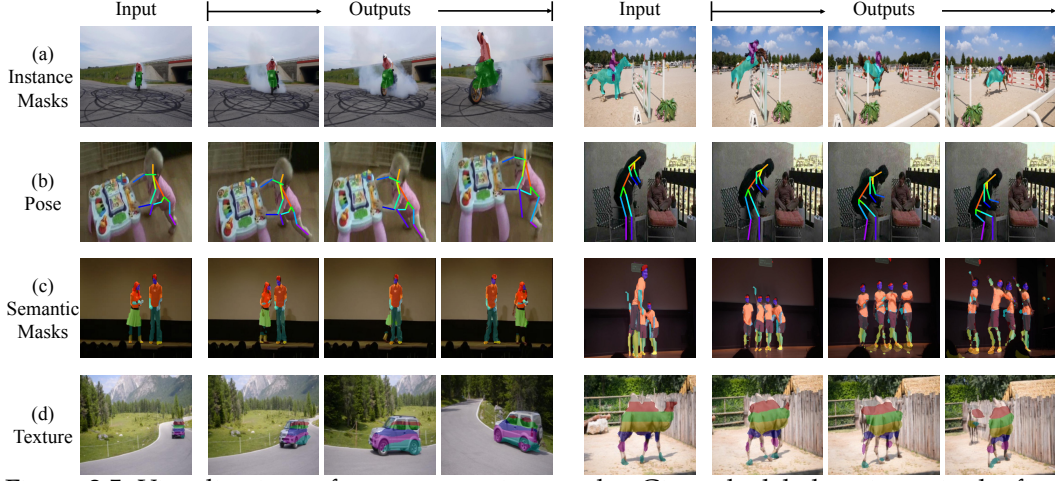 Input Outputs Input Outputs
(a)
Instance
Masks
(b)
Pose
(c)
Semantic
Masks
(d)
Texture